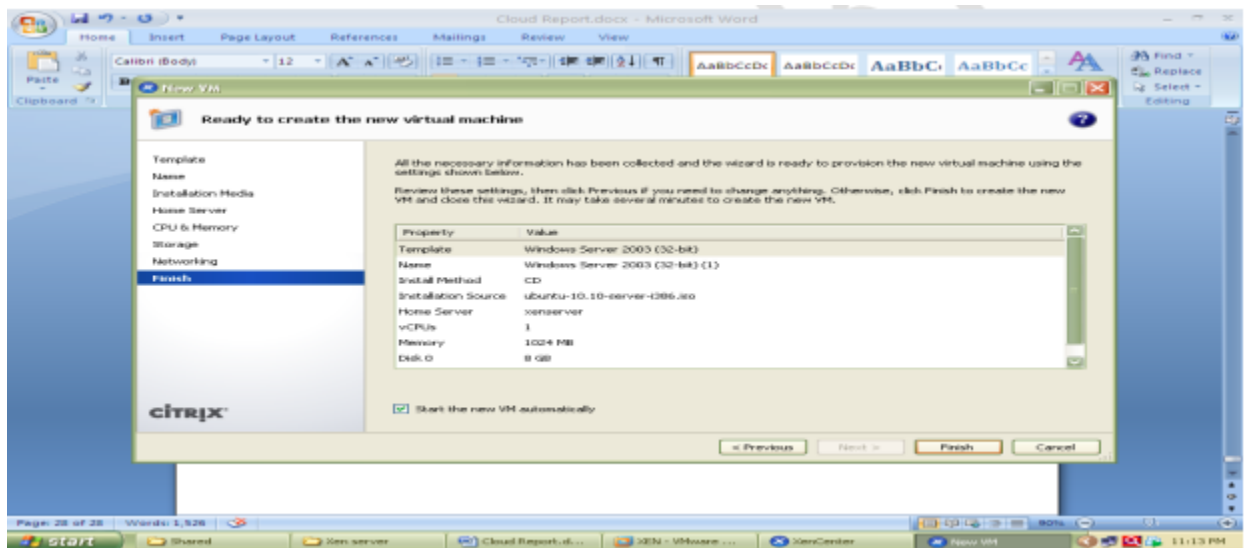 Cloud Report.docx - Microsoft Word
Home Insert Page Layout References Mailings Review View
Calibri (Body) 12
AaBbCcDc AaBbCcDc AaBbC AaBbCc
Paste
Find
Replace
Select
Clipboard
Editing
New VM
Ready to create the new virtual machine
Template
Name
Installation Media
Home Server
CPU & Memory
Storage
Networking
Finish
All the necessary information has been collected and the wizard is ready to provision the new virtual machine using the
settings shown below.
Review these settings, then click Previous if you need to change anything. Otherwise, click Finish to create the new
VM and close this wizard. It may take several minutes to create the new VM.
Property Value
Template Windows Server 2003 (32-bit)
Name Windows Server 2003 (32-bit) (1)
Install Method CD
Installation Source ubuntu-10.10-server-i386.iso
Home Server xenserver
vCPUs 1
Memory 1024 MB
Disk 0 8 GB
Start the new VM automatically
CITRIX
< Previous Next > Finish Cancel
Page: 28 of 28 Words: 1,526 80%
start Shared Xen server Cloud Report.d... XEN - VMware ... XenCenter New VM 11:13 PM